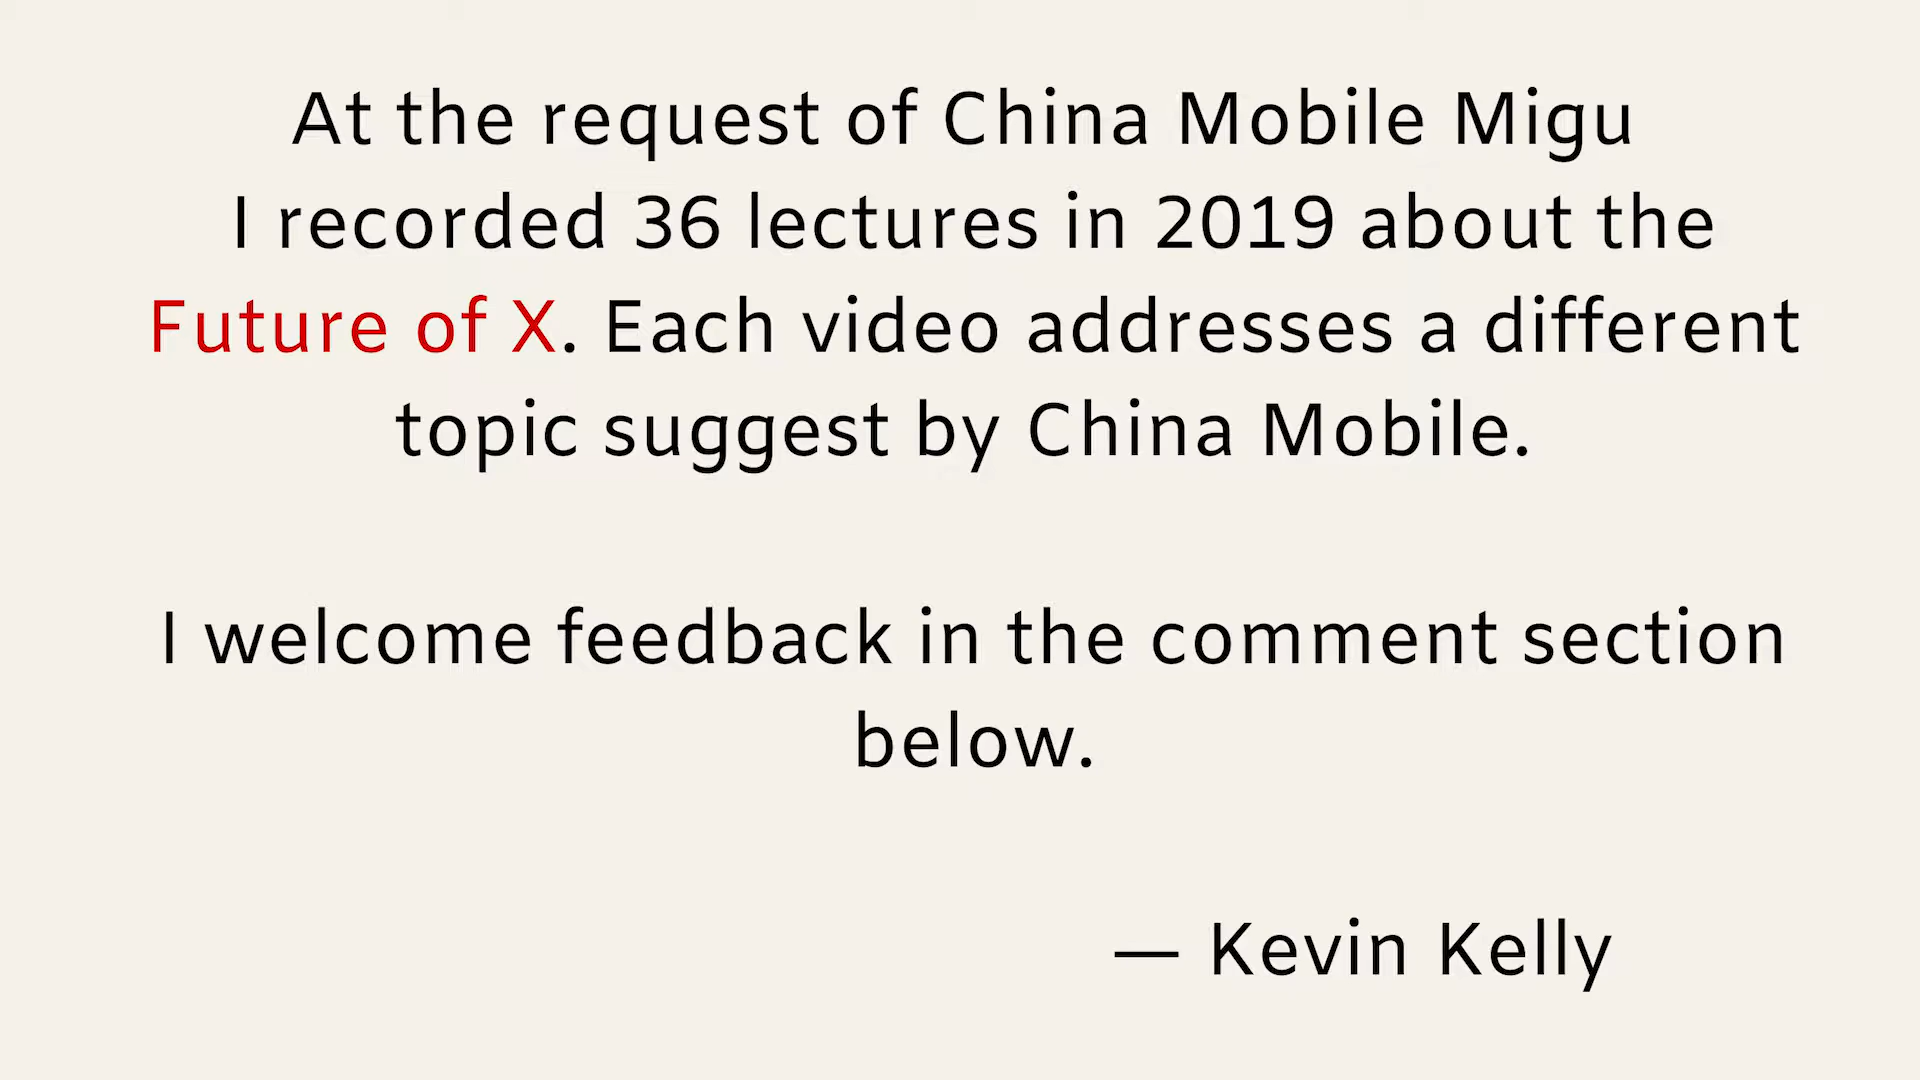 At the request of China Mobile Migu
I recorded 36 lectures in 2019 about the
Future of X. Each video addresses a different
topic suggest by China Mobile.
I welcome feedback in the comment section
below.
— Kevin Kelly